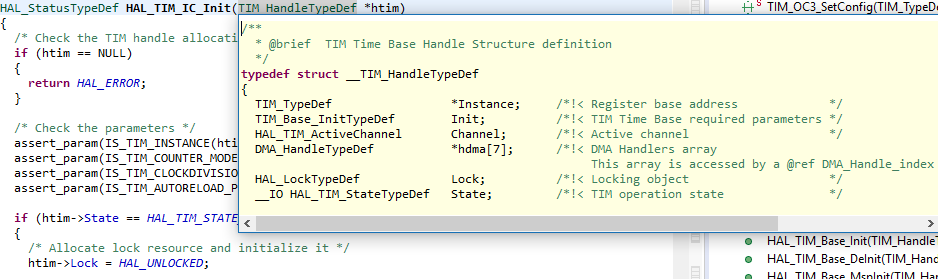 HAL_StatusTypeDef HAL_TIM_IC_Init(TIM_HandleTypeDef *htim)
{
/* Check the TIM handle allocati
if (htim == NULL)
{
return HAL_ERROR;
}
/* Check the parameters */
assert_param(IS_TIM_INSTANCE(hti
assert_param(IS_TIM_COUNTER_MODE
assert_param(IS_TIM_CLOCKDIVISIO
assert_param(IS_TIM_AUTORELOAD_P
if (htim->State == HAL_TIM_STATE
{
/* Allocate lock resource and initialize it */
htim->Lock = HAL_UNLOCKED;
/**
* @brief TIM Time Base Handle Structure definition
*/
typedef struct __TIM_HandleTypeDef
{
TIM_TypeDef *Instance; /*!< Register base address */
TIM_Base_InitTypeDef Init; /*!< TIM Time Base required parameters */
HAL_TIM_ActiveChannel Channel; /*!< Active channel */
DMA_HandleTypeDef *hdma[7]; /*!< DMA Handlers array
This array is accessed by a @ref DMA_Handle_index
HAL_LockTypeDef Lock; /*!< Locking object */
__IO HAL_TIM_StateTypeDef State; /*!< TIM operation state */
S TIM_OC3_SetConfig(TIM_TypeDe
HAL_TIM_Base_Init(TIM_HandleT
HAL_TIM_Base_DeInit(TIM_Hand
HAL_TIM_Base_MspInit(TIM_Han